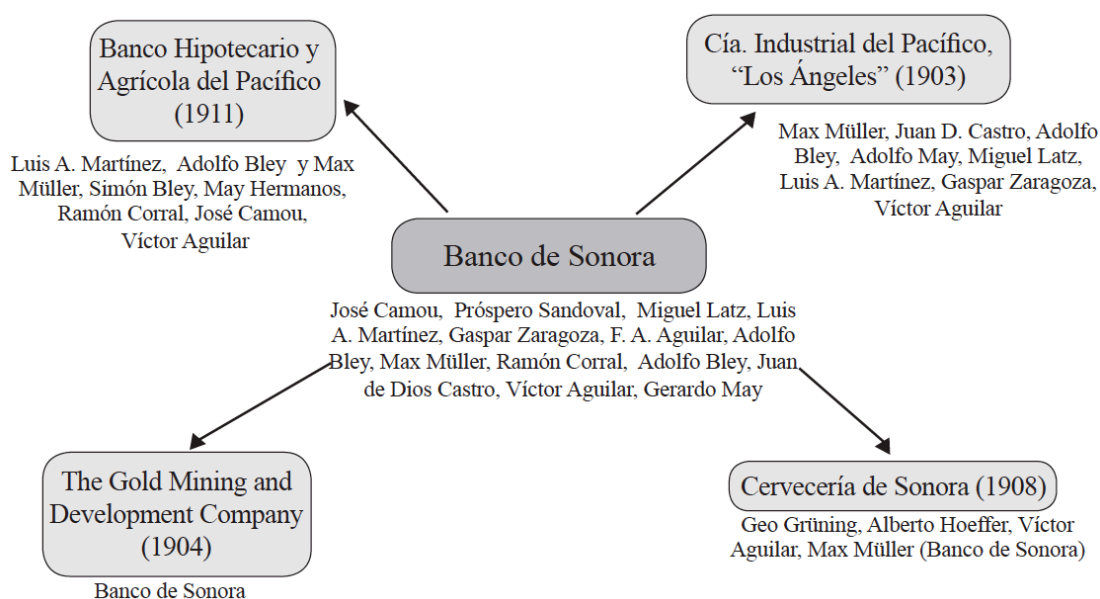 Banco Hipotecario y
Agrícola del Pacífico
(1911)
Luis A. Martínez, Adolfo Bley y Max
Müller, Simón Bley, May Hermanos,
Ramón Corral, José Camou,
Víctor Aguilar
Cía. Industrial del Pacífico,
“Los Ángeles” (1903)
Max Müller, Juan D. Castro, Adolfo
Bley, Adolfo May, Miguel Latz,
Luis A. Martínez, Gaspar Zaragoza,
Víctor Aguilar
Banco de Sonora
José Camou, Próspero Sandoval, Miguel Latz, Luis
A. Martínez, Gaspar Zaragoza, F. A. Aguilar, Adolfo
Bley, Max Müller, Ramón Corral, Adolfo Bley, Juan
de Dios Castro, Víctor Aguilar, Gerardo May
The Gold Mining and
Development Company
(1904)
Banco de Sonora
Cervecería de Sonora (1908)
Geo Grüning, Alberto Hoeffer, Víctor
Aguilar, Max Müller (Banco de Sonora)